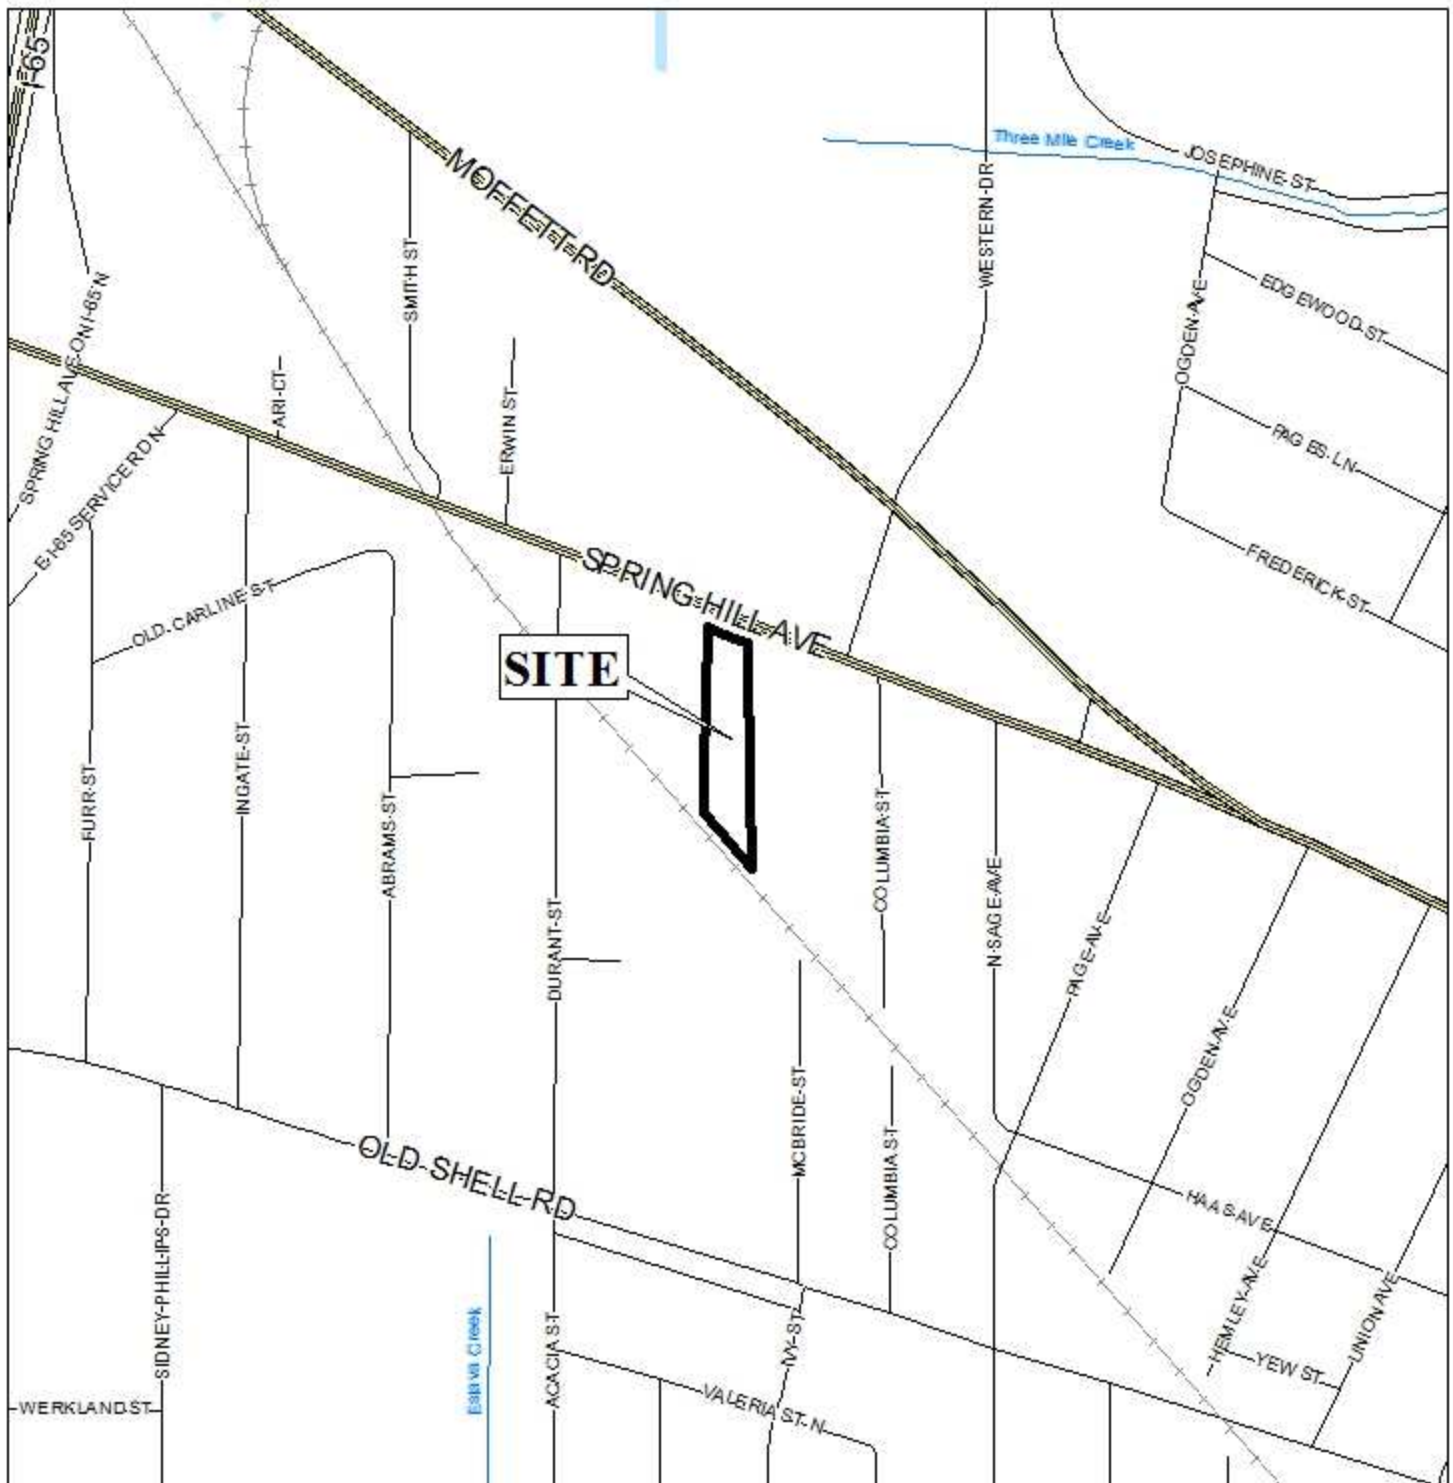 I-65
MOFFETT RD
Three Mile Creek
JOSEPHINE ST
WESTERN DR
SMITH ST
EDGEWOOD ST
OGDEN AVE
SPRING HILL AVE ON I-65 N
ARI CT
ERWIN ST
PAGES LN
E I-65 SERVICE RD N
FREDERICK ST
SPRING HILL AVE
OLD CARLINE ST
SITE
FURR ST
INGATE ST
ABRAMS ST
DURANT ST
COLUMBIA ST
N SAGE AVE
PAGE AVE
OGDEN AVE
MCBRIDE ST
COLUMBIA ST
OLD SHELL RD
HAAS AVE
SIDNEY PHILLIPS DR
HEMLEY AVE
UNION AVE
YEW ST
Eslava Creek
ACACIA ST
IVY ST
VALERIA ST N
WERKLAND ST